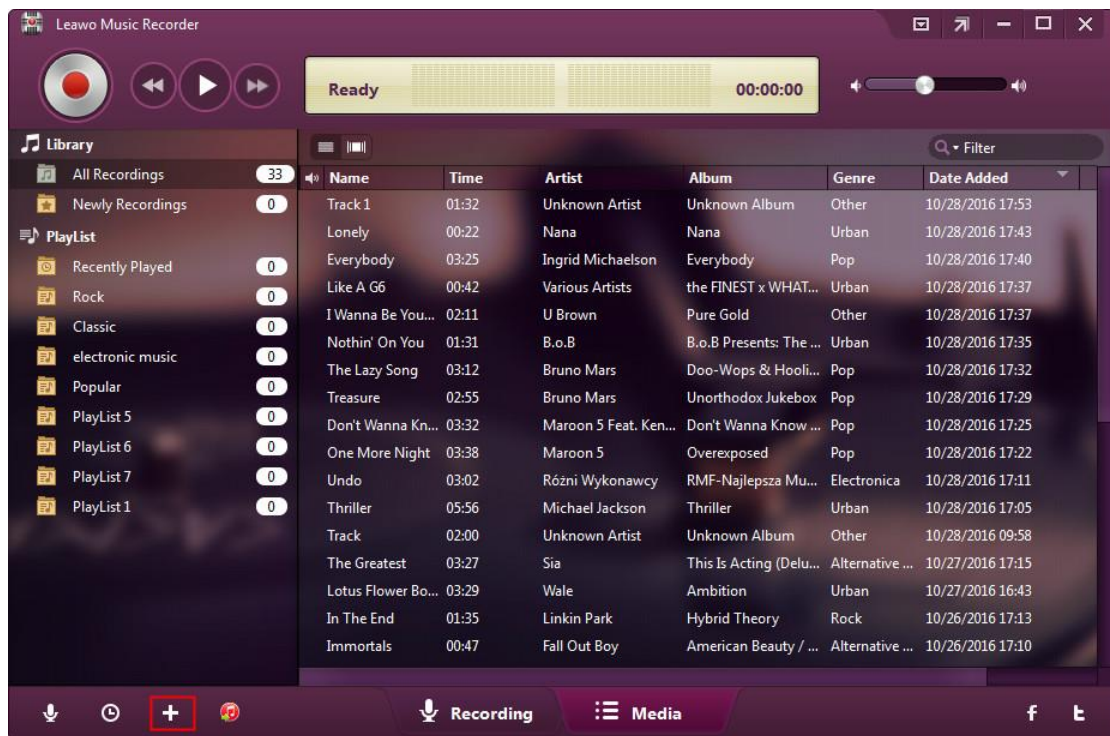 Leawo Music Recorder
Ready 00:00:00
Library
All Recordings 33
Newly Recordings 0
PlayList
Recently Played 0
Rock 0
Classic 0
electronic music 0
Popular 0
PlayList 5 0
PlayList 6 0
PlayList 7 0
PlayList 1 0
Filter
Name Time Artist Album Genre Date Added
Track 1 01:32 Unknown Artist Unknown Album Other 10/28/2016 17:53
Lonely 00:22 Nana Nana Urban 10/28/2016 17:43
Everybody 03:25 Ingrid Michaelson Everybody Pop 10/28/2016 17:40
Like A G6 00:42 Various Artists the FINEST x WHAT... Urban 10/28/2016 17:37
I Wanna Be You... 02:11 U Brown Pure Gold Other 10/28/2016 17:37
Nothin' On You 01:31 B.o.B B.o.B Presents: The ... Urban 10/28/2016 17:35
The Lazy Song 03:12 Bruno Mars Doo-Wops & Hooli... Pop 10/28/2016 17:32
Treasure 02:55 Bruno Mars Unorthodox Jukebox Pop 10/28/2016 17:29
Don't Wanna Kn... 03:32 Maroon 5 Feat. Ken... Don't Wanna Know ... Pop 10/28/2016 17:25
One More Night 03:38 Maroon 5 Overexposed Pop 10/28/2016 17:22
Undo 03:02 Różni Wykonawcy RMF-Najlepsza Mu... Electronica 10/28/2016 17:11
Thriller 05:56 Michael Jackson Thriller Urban 10/28/2016 17:05
Track 02:00 Unknown Artist Unknown Album Other 10/28/2016 09:58
The Greatest 03:27 Sia This Is Acting (Delu... Alternative ... 10/27/2016 17:15
Lotus Flower Bo... 03:29 Wale Ambition Urban 10/27/2016 16:43
In The End 01:35 Linkin Park Hybrid Theory Rock 10/26/2016 17:13
Immortals 00:47 Fall Out Boy American Beauty / ... Alternative ... 10/26/2016 17:10
Recording Media